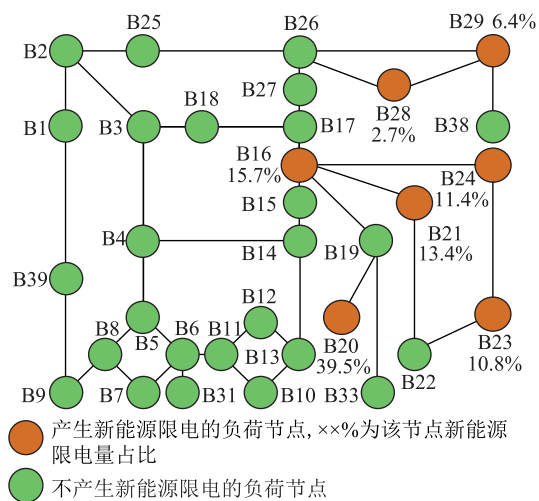 B26
B29 6.4%
B25
B2
B27
B28
2.7%
B18
B1
B3
B17
B38
B16
15.7%
B24
11.4%
B15
B21
13.4%
B4
B14
B19
B39
B12
B5
B6
B11
B8
B13
B20
39.5%
B23
10.8%
B22
B9
B7
B31
B10
B33
产生新能源限电的负荷节点,××%为该节点新能源
限电量占比
不产生新能源限电的负荷节点